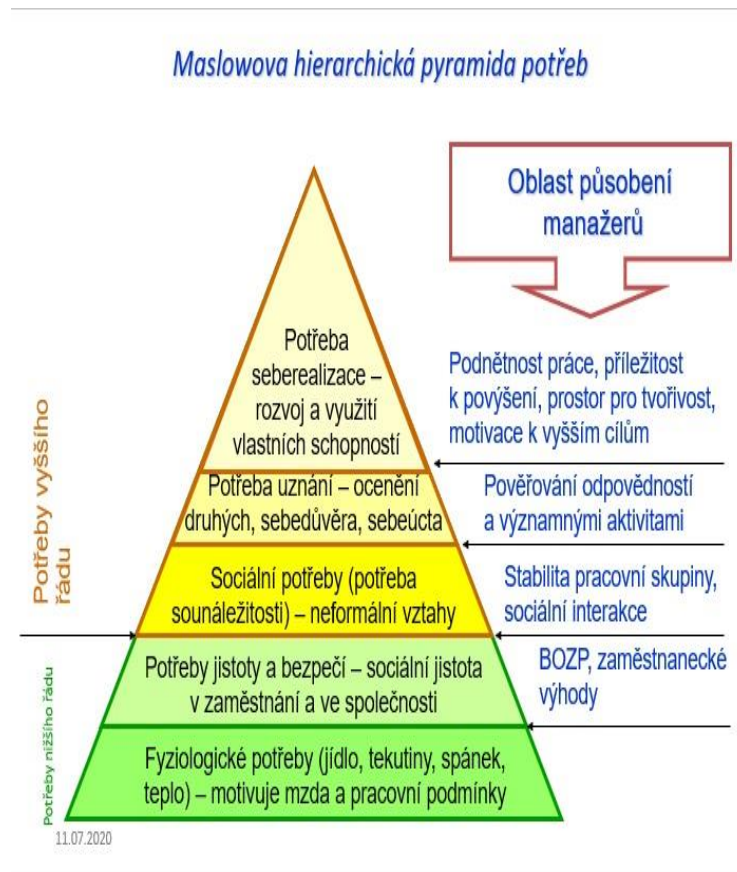 Maslowova hierarchická pyramida potřeb
Oblast působení
manažerů
Potřeba
seberealizace –
rozvoj a využití
vlastních schopností
Podnětnost práce, příležitost
k povýšení, prostor pro tvořivost,
motivace k vyšším cílům
Potřeba uznání – ocenění
druhých, sebedůvěra, sebeúcta
Pověřování odpovědností
a významnými aktivitami
Sociální potřeby (potřeba
sounáležitosti) – neformální vztahy
Stabilita pracovní skupiny,
sociální interakce
Potřeby jistoty a bezpečí – sociální jistota
v zaměstnání a ve společnosti
BOZP, zaměstnanecké
výhody
Fyziologické potřeby (jídlo, tekutiny, spánek,
teplo) – motivuje mzda a pracovní podmínky
Potřeby vyššího
řádu
Potřeby nižšího řádu
11.07.2020